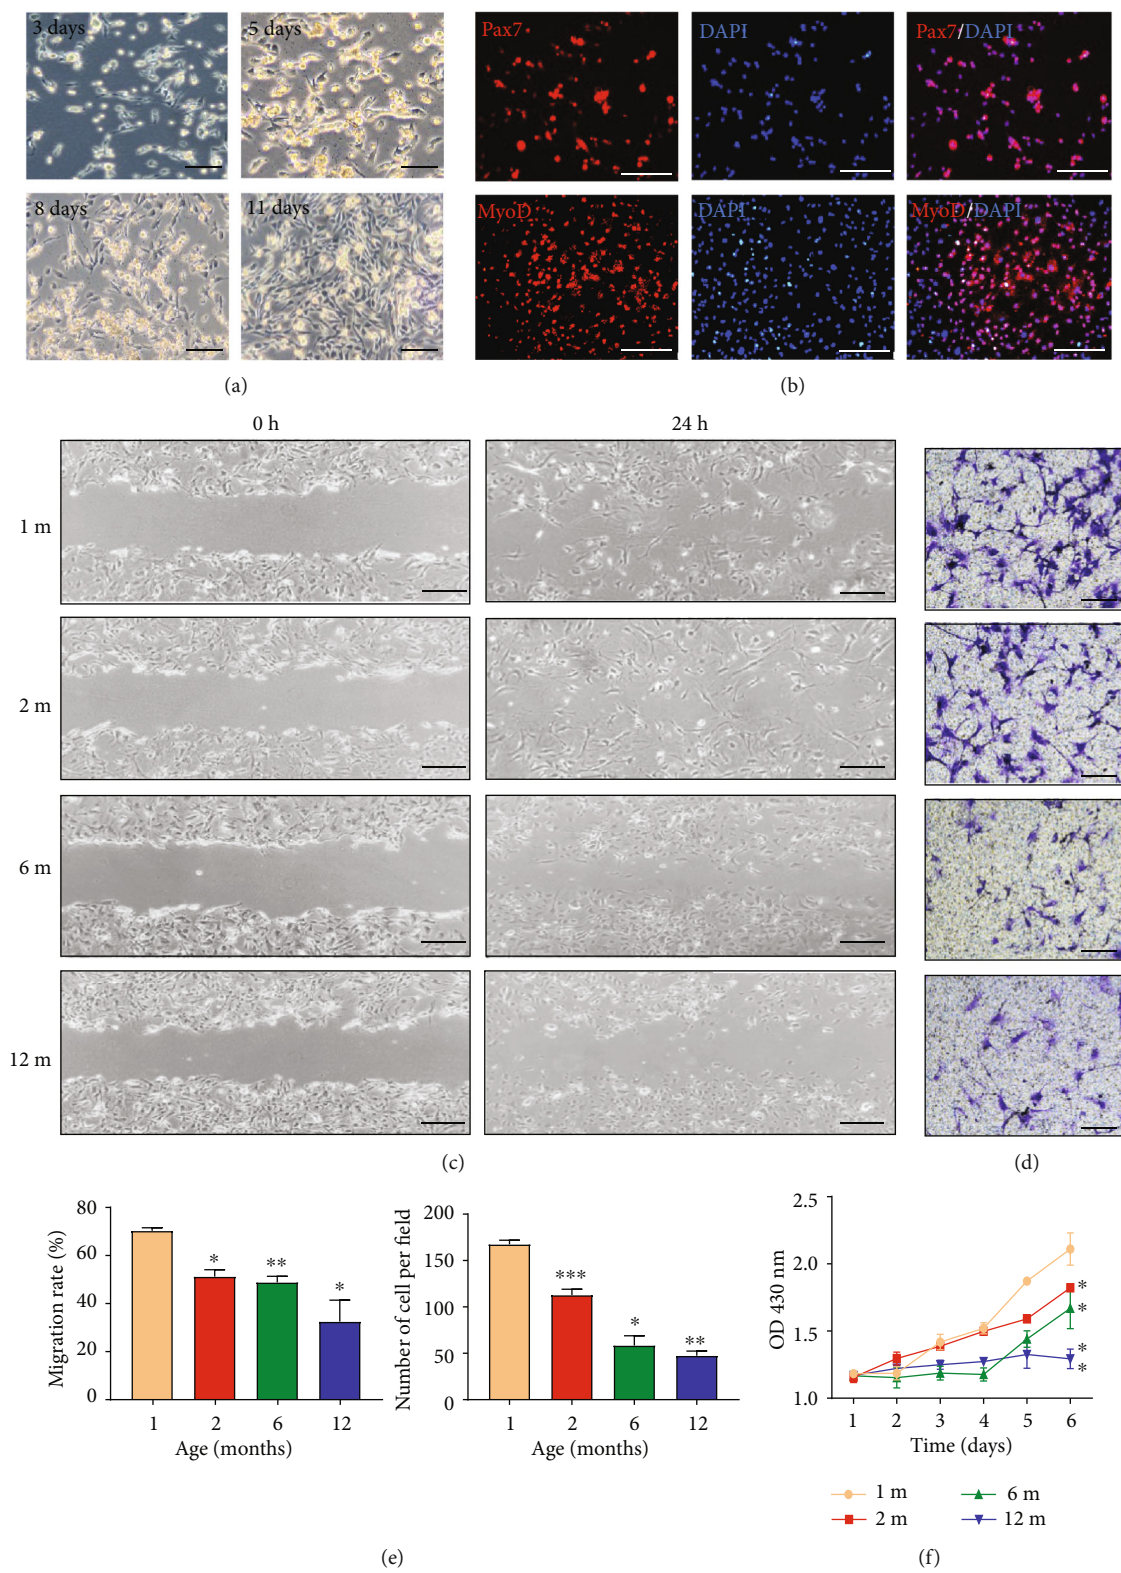 3 days
5 days
8 days
11 days
(a)
Pax7
DAPI
Pax7/DAPI
MyoD
DAPI
MyoD/DAPI
(b)
0 h
24 h
1 m
2 m
6 m
12 m
(c)
(d)
Migration rate (%)
80
60
40
20
0
*
**
*
1
2
6
12
Age (months)
Number of cell per field
200
150
100
50
0
***
*
**
1
2
6
12
Age (months)
(e)
OD 430 nm
2.5
2.0
1.5
1.0
*
*
*
*
1
2
3
4
5
6
Time (days)
1 m
6 m
2 m
12 m
(f)